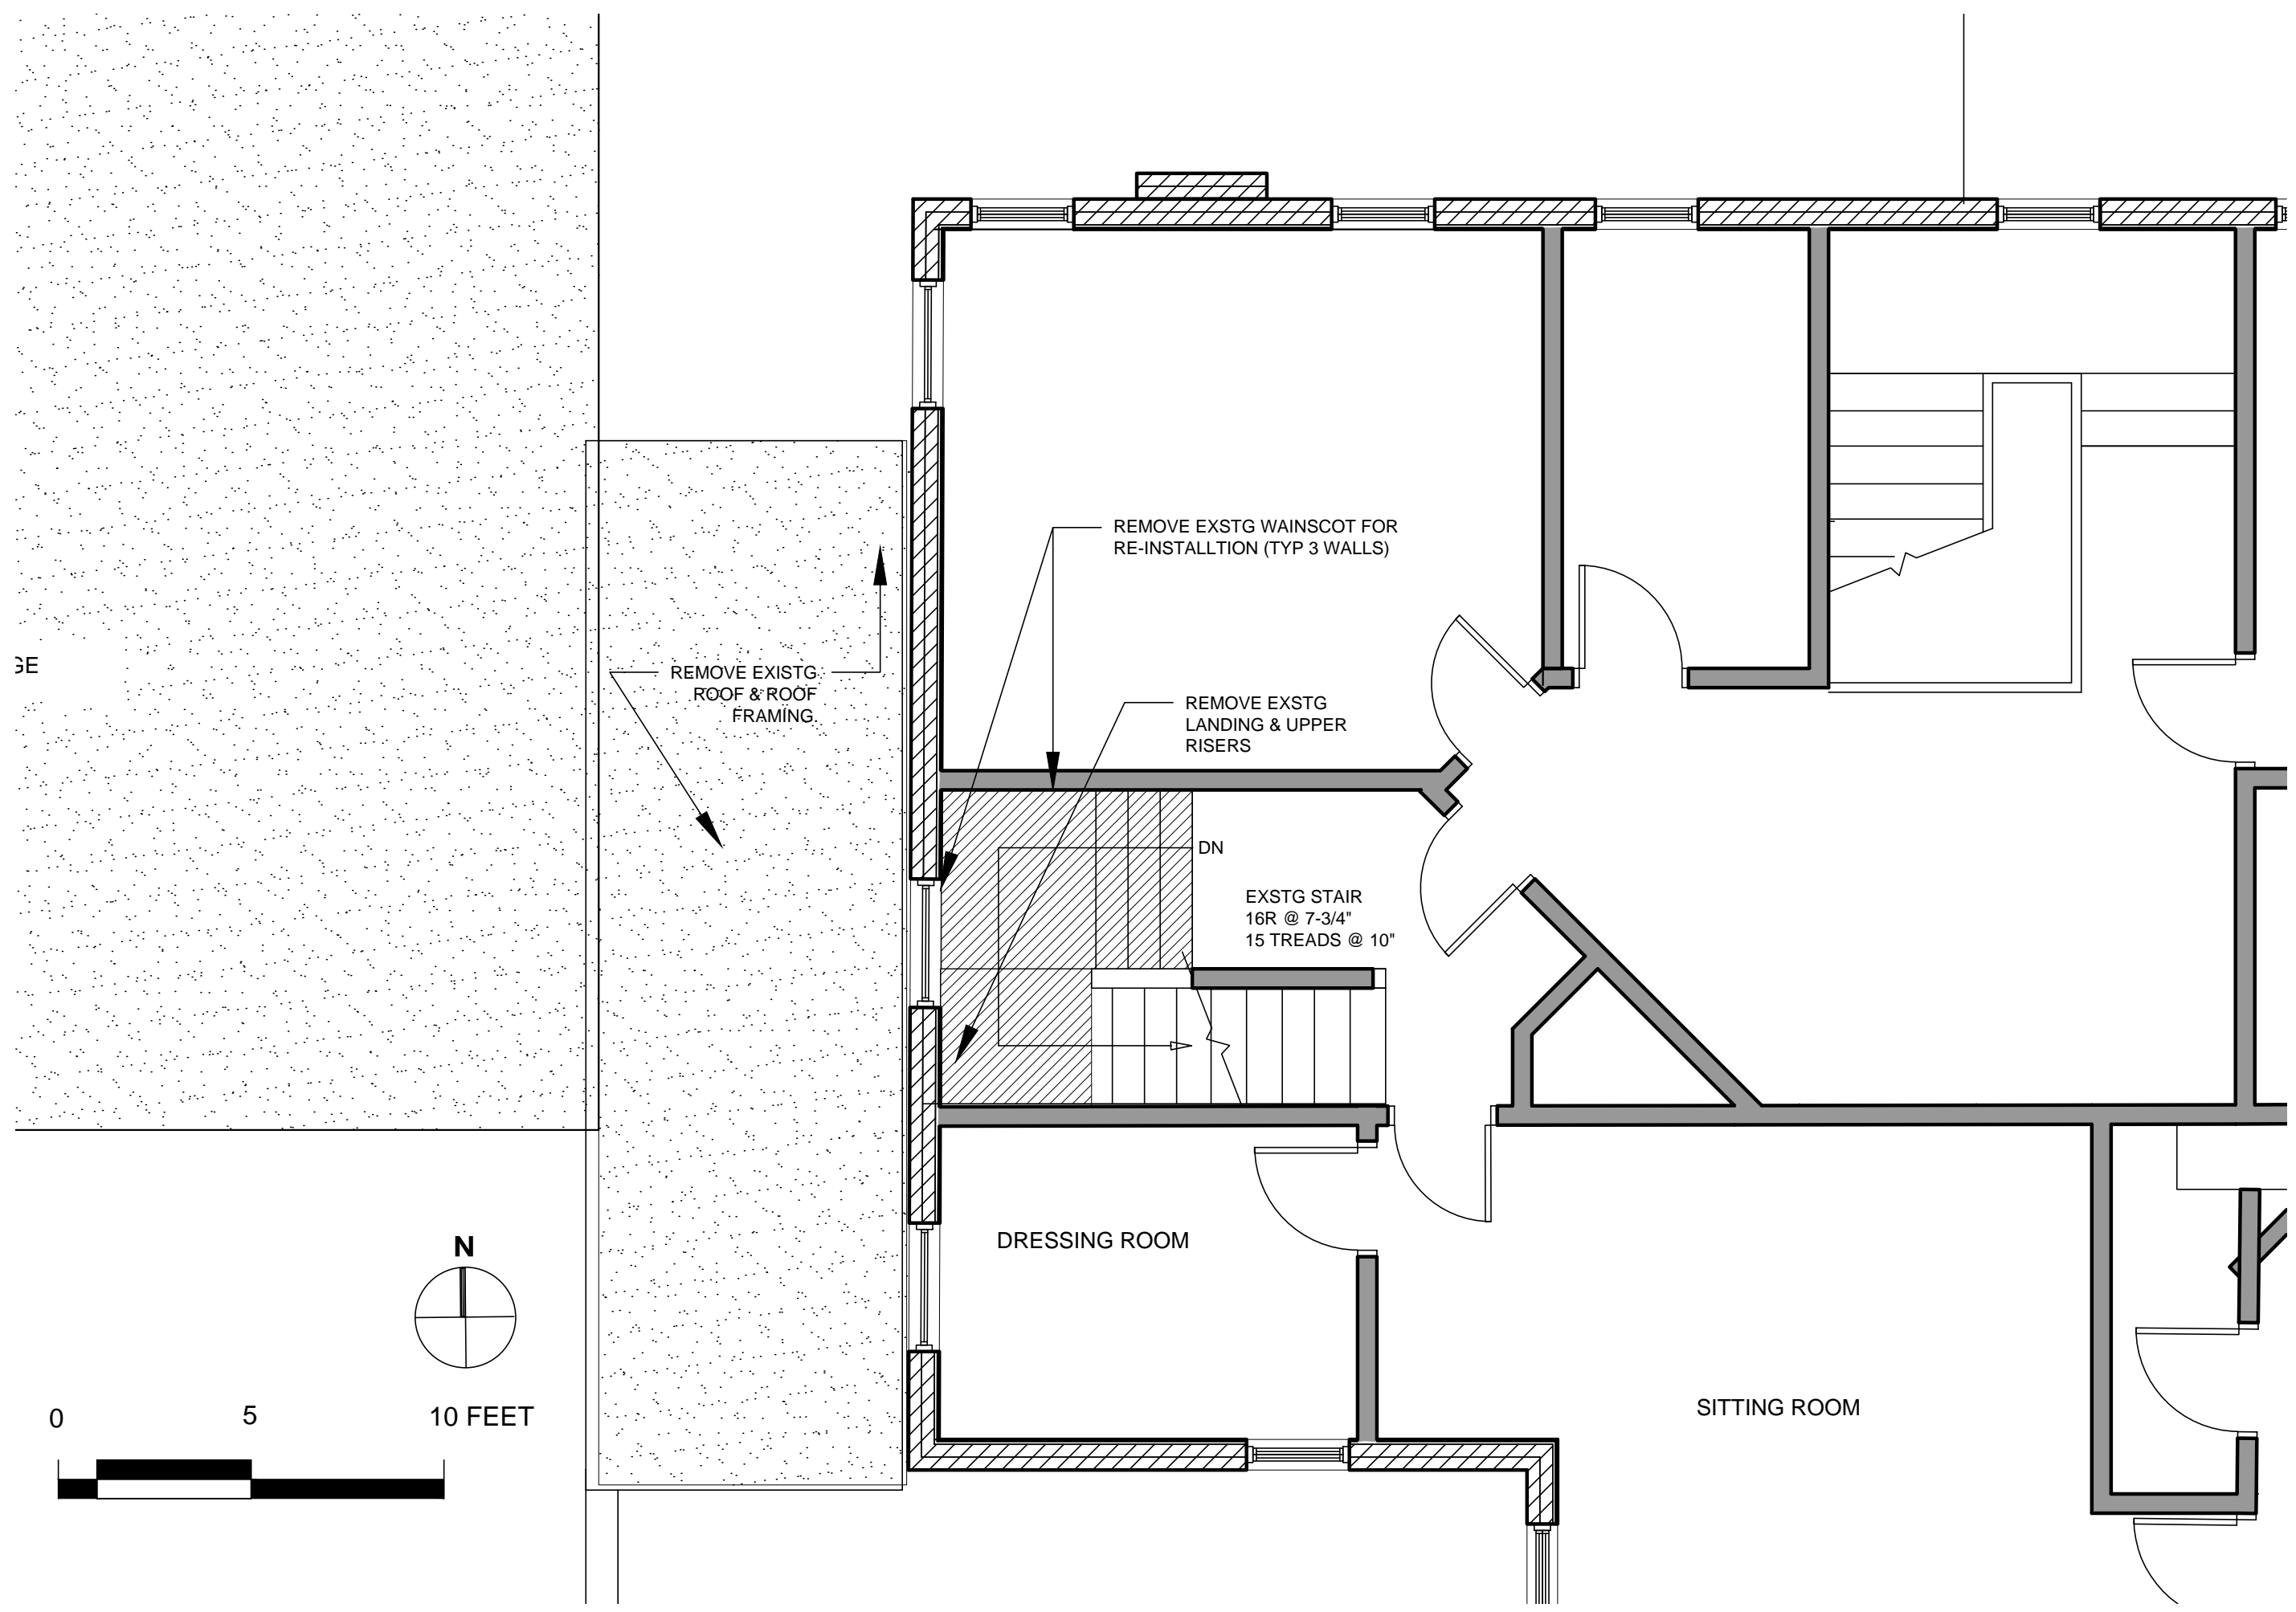 REMOVE EXSTG WAINSCOT FOR
RE-INSTALLTION (TYP 3 WALLS)
REMOVE EXISTG
ROOF & ROOF
FRAMING.
GE
REMOVE EXSTG
LANDING & UPPER
RISERS
DN
EXSTG STAIR
16R @ 7-3/4"
15 TREADS @ 10"
DRESSING ROOM
N
SITTING ROOM
0 5 10 FEET